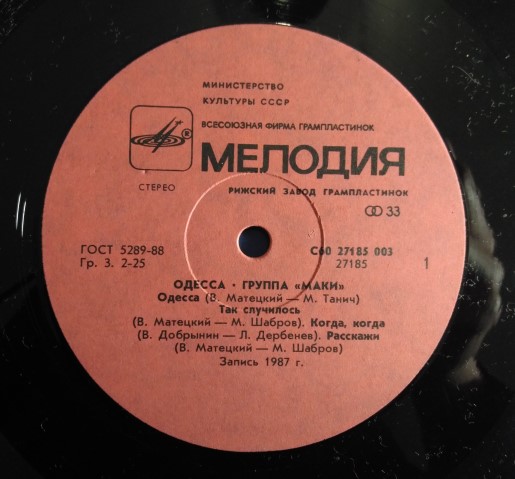 МИНИСТЕРСТВО
КУЛЬТУРЫ СССР
ВСЕСОЮЗНАЯ ФИРМА ГРАМПЛАСТИНОК
®
МЕЛОДИЯ
СТЕРЕО
РИЖСКИЙ ЗАВОД ГРАМПЛАСТИНОК
33
ГОСТ 5289-88
С60 27185 003
Гр. 3. 2-25
27185
1
ОДЕССА · ГРУППА «МАКИ»
Одесса (В. Матецкий — М. Танич)
Так случилось
(В. Матецкий — М. Шабров). Когда, когда
(В. Добрынин — Л. Дербенев). Расскажи
(В. Матецкий — М. Шабров)
Запись 1987 г.